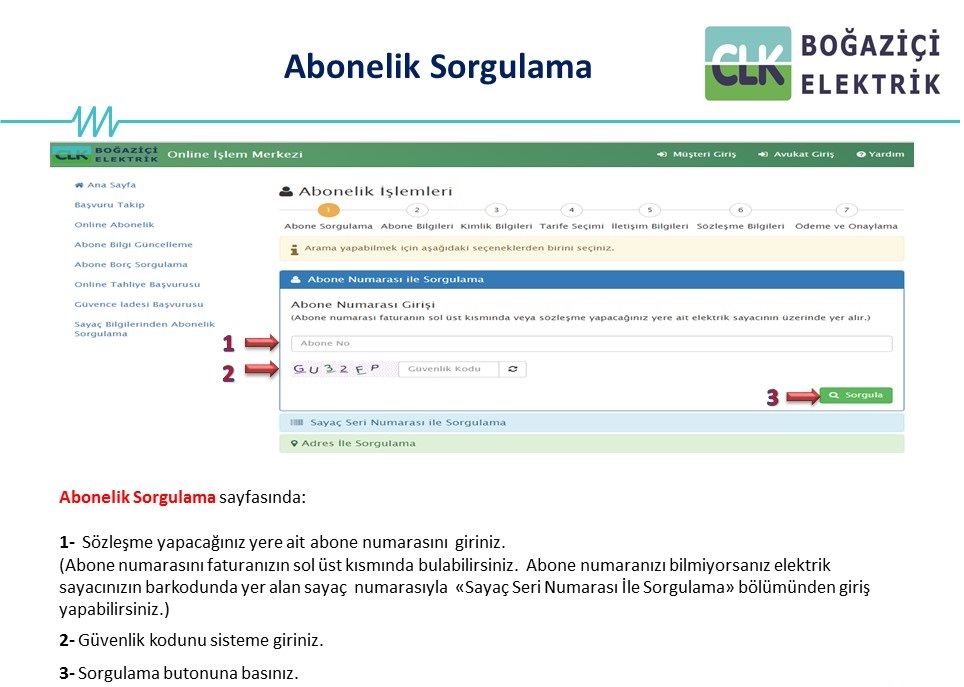 Abonelik Sorgulama
CLK BOĞAZİÇİ
ELEKTRİK
CLK BOĞAZİÇİ ELEKTRİK Online İşlem Merkezi Müşteri Giriş Avukat Giriş Yardım
Ana Sayfa
Başvuru Takip
Online Abonelik
Abone Bilgi Güncelleme
Abone Borç Sorgulama
Online Tahliye Başvurusu
Güvence İadesi Başvurusu
Sayaç Bilgilerinden Abonelik
Sorgulama
Abonelik İşlemleri
1 2 3 4 5 6 7
Abone Sorgulama Abone Bilgileri Kimlik Bilgileri Tarife Seçimi İletişim Bilgileri Sözleşme Bilgileri Ödeme ve Onaylama
Arama yapabilmek için aşağıdaki seçeneklerden birini seçiniz.
Abone Numarası ile Sorgulama
Abone Numarası Girişi
(Abone numarası faturanın sol üst kısmında veya sözleşme yapacağınız yere ait elektrik sayacının üzerinde yer alır.)
1 Abone No
2 GU32EP Güvenlik Kodu
3 Sorgula
Sayaç Seri Numarası ile Sorgulama
Adres İle Sorgulama
Abonelik Sorgulama sayfasında:
1- Sözleşme yapacağınız yere ait abone numarasını giriniz.
(Abone numarasını faturanızın sol üst kısmında bulabilirsiniz. Abone numaranızı bilmiyorsanız elektrik
sayacınızın barkodunda yer alan sayaç numarasıyla «Sayaç Seri Numarası İle Sorgulama» bölümünden giriş
yapabilirsiniz.)
2- Güvenlik kodunu sisteme giriniz.
3- Sorgulama butonuna basınız.